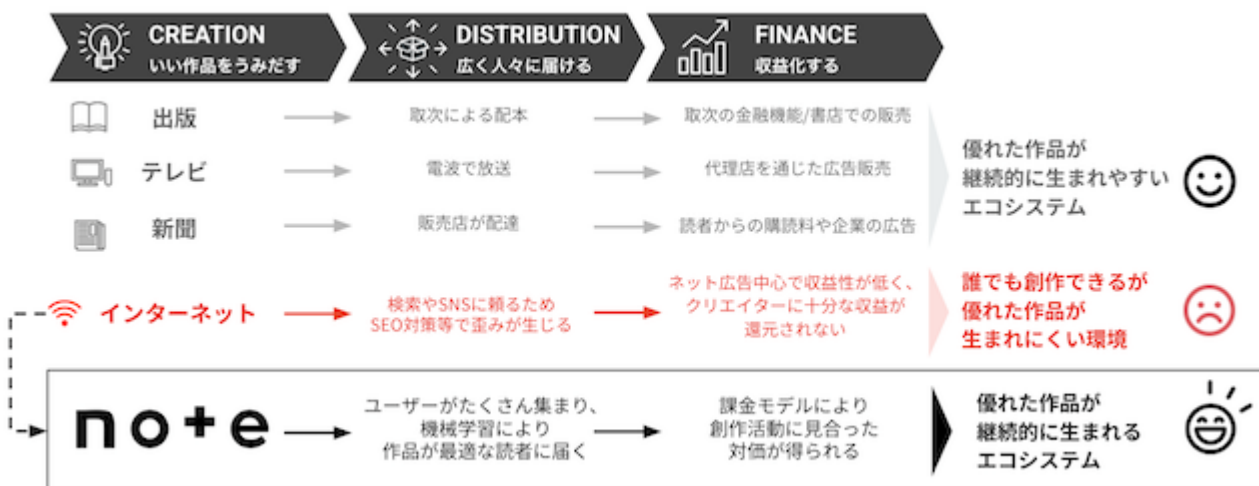 CREATION
いい作品をうみだす
DISTRIBUTION
広く人々に届ける
FINANCE
収益化する
出版
取次による配本
取次の金融機能/書店での販売
テレビ
電波で放送
代理店を通じた広告販売
新聞
販売店が配達
読者からの購読料や企業の広告
優れた作品が
継続的に生まれやすい
エコシステム
インターネット
検索やSNSに頼るため
SEO対策等で歪みが生じる
ネット広告中心で収益性が低く、
クリエイターに十分な収益が
還元されない
誰でも創作できるが
優れた作品が
生まれにくい環境
note
ユーザーがたくさん集まり、
機械学習により
作品が最適な読者に届く
課金モデルにより
創作活動に見合った
対価が得られる
優れた作品が
継続的に生まれる
エコシステム